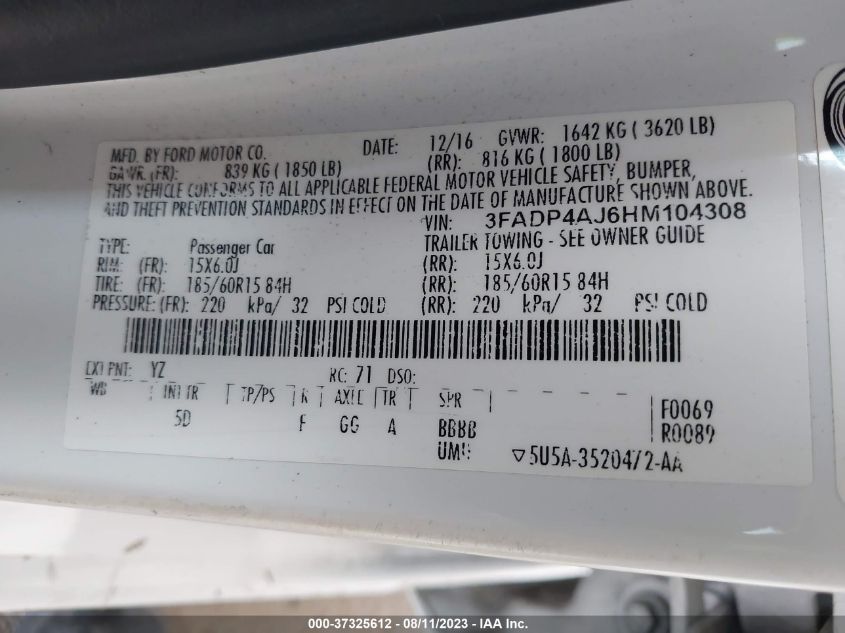 MFD. BY FORD MOTOR CO. DATE: 12/16 GVWR: 1642 KG ( 3620 LB)
GAWR: (FR): 839 KG ( 1850 LB) (RR): 816 KG ( 1800 LB)
THIS VEHICLE CONFORMS TO ALL APPLICABLE FEDERAL MOTOR VEHICLE SAFETY, BUMPER,
AND THEFT PREVENTION STANDARDS IN EFFECT ON THE DATE OF MANUFACTURE SHOWN ABOVE.
VIN: 3FADP4AJ6HM104308
TYPE: Passenger Car TRAILER TOWING - SEE OWNER GUIDE
RIM: (FR): 15X6.0J (RR): 15X6.0J
TIRE: (FR): 185/60R15 84H (RR): 185/60R15 84H
PRESSURE: (FR): 220 kPa/ 32 PSI COLD (RR): 220 kPa/ 32 PSI COLD
EXT PNT: YZ RC: 71 DSO:
WB INT TR TP/PS R AXLE TR SPR F0069
5D F GG A BBBB R0089
UMI: ▽5U5A-3520472-AA
000-37325612 - 08/11/2023 - IAA Inc.